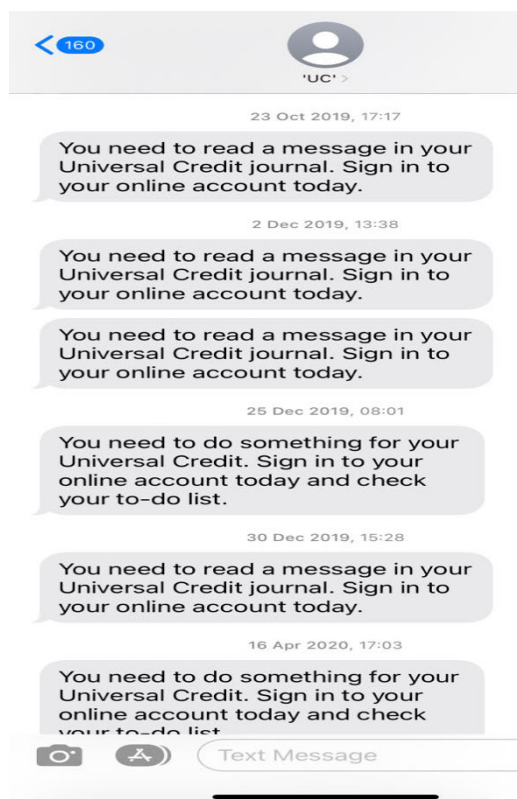 160
'UC' >
23 Oct 2019, 17:17
You need to read a message in your
Universal Credit journal. Sign in to
your online account today.
2 Dec 2019, 13:38
You need to read a message in your
Universal Credit journal. Sign in to
your online account today.
You need to read a message in your
Universal Credit journal. Sign in to
your online account today.
25 Dec 2019, 08:01
You need to do something for your
Universal Credit. Sign in to your
online account today and check
your to-do list.
30 Dec 2019, 15:28
You need to read a message in your
Universal Credit journal. Sign in to
your online account today.
16 Apr 2020, 17:03
You need to do something for your
Universal Credit. Sign in to your
online account today and check
your to-do list
Text Message